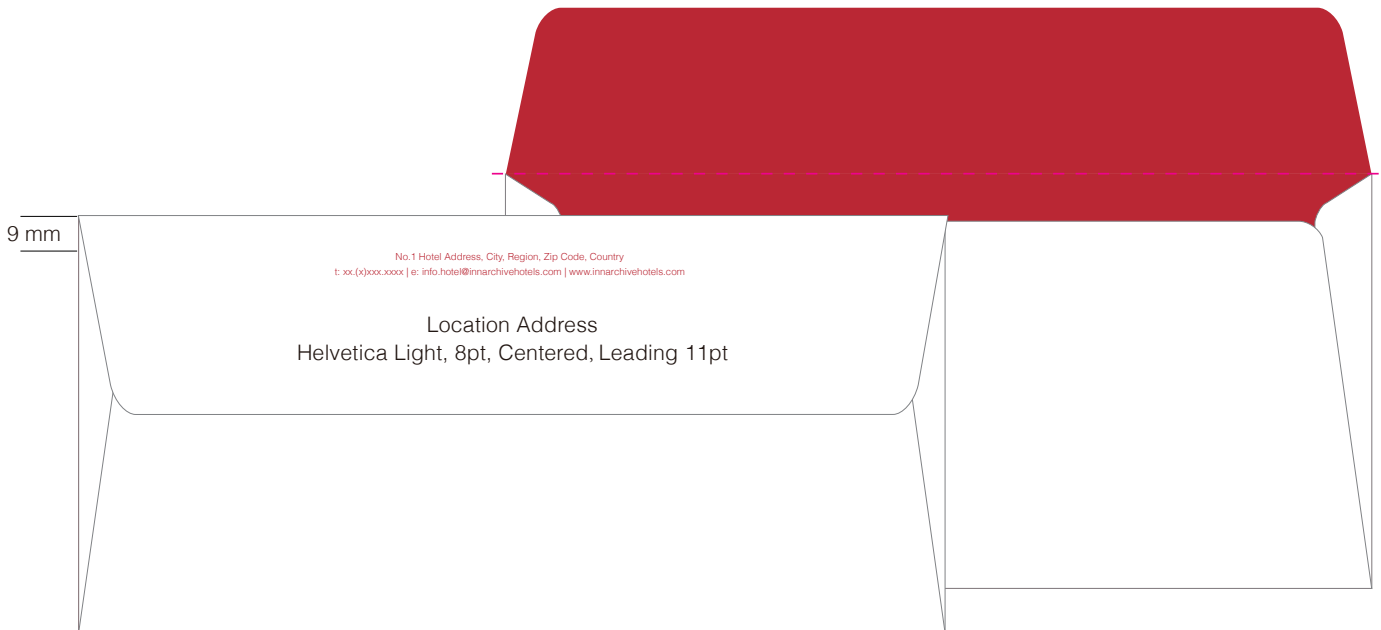 9 mm
No.1 Hotel Address, City, Region, Zip Code, Country
t: xx.(x)xxx.xxxx | e: info.hotel@innarchivehotels.com | www.innarchivehotels.com
Location Address
Helvetica Light, 8pt, Centered, Leading 11pt